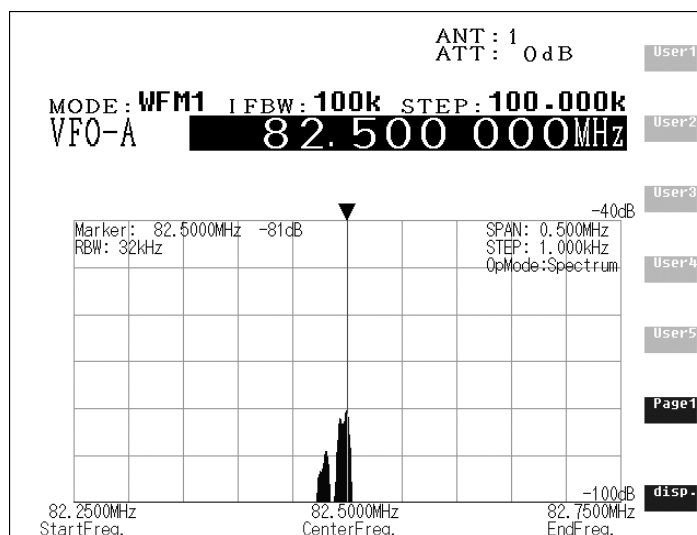 ANT:1
ATT: 0dB
User1
MODE:WFM1 IFBW:100k STEP:100.000k
VFO-A 82.500 000MHz
User2
User3
-40dB
Marker: 82.5000MHz -81dB
SPAN: 0.500MHz
RBW: 32kHz
STEP: 1.000kHz
OpMode:Spectrum
User4
User5
Page1
-100dB
disp.
82.2500MHz 82.5000MHz 82.7500MHz
StartFreq. CenterFreq. EndFreq.